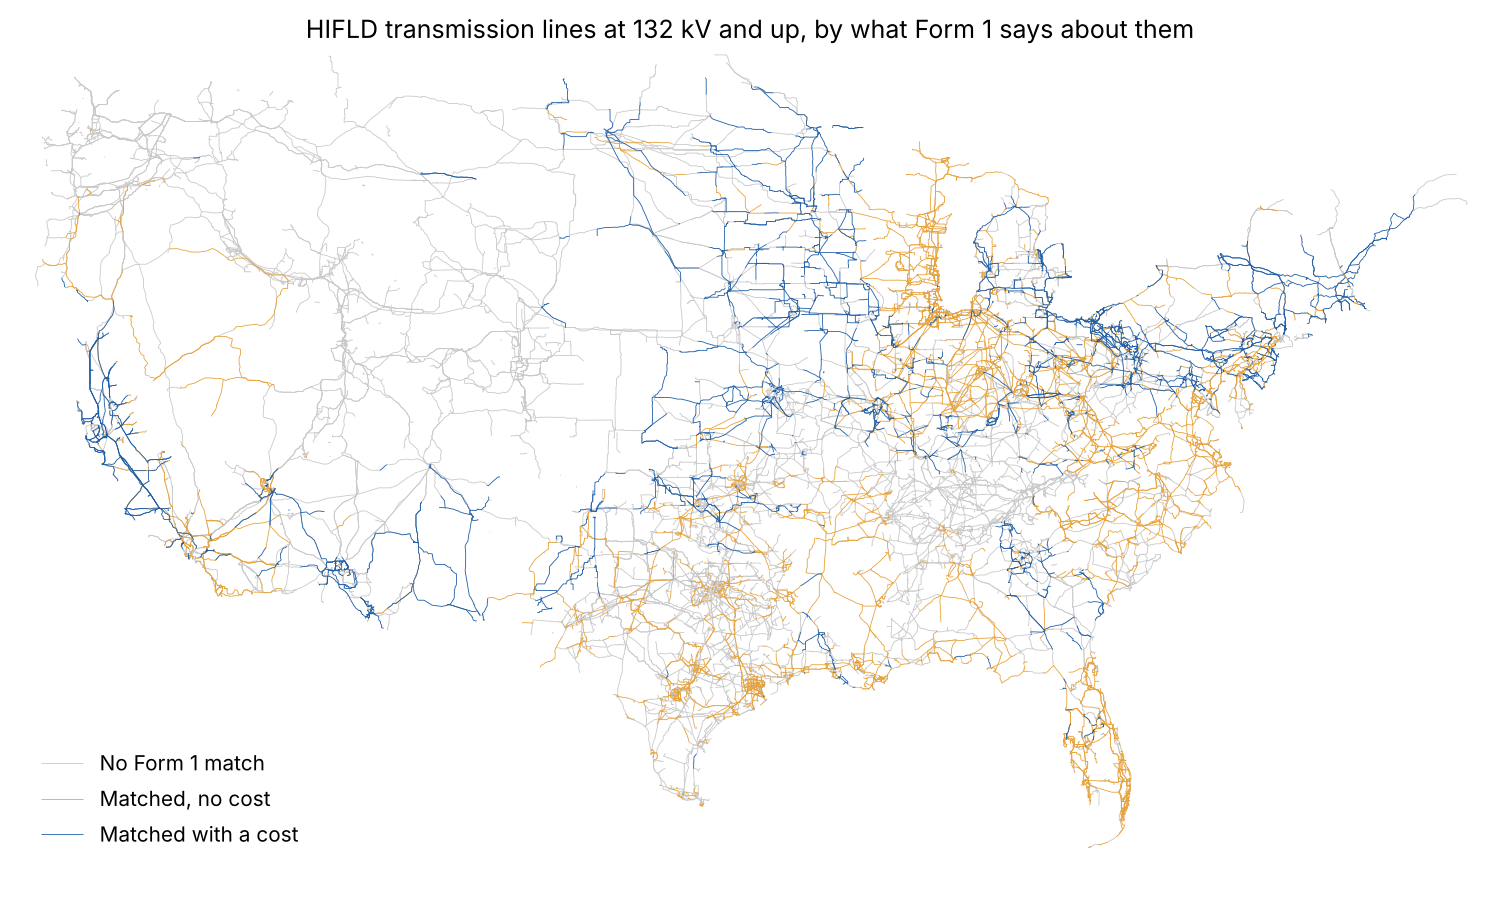 HIFLD transmission lines at 132 kV and up, by what Form 1 says about them
No Form 1 match
Matched, no cost
Matched with a cost